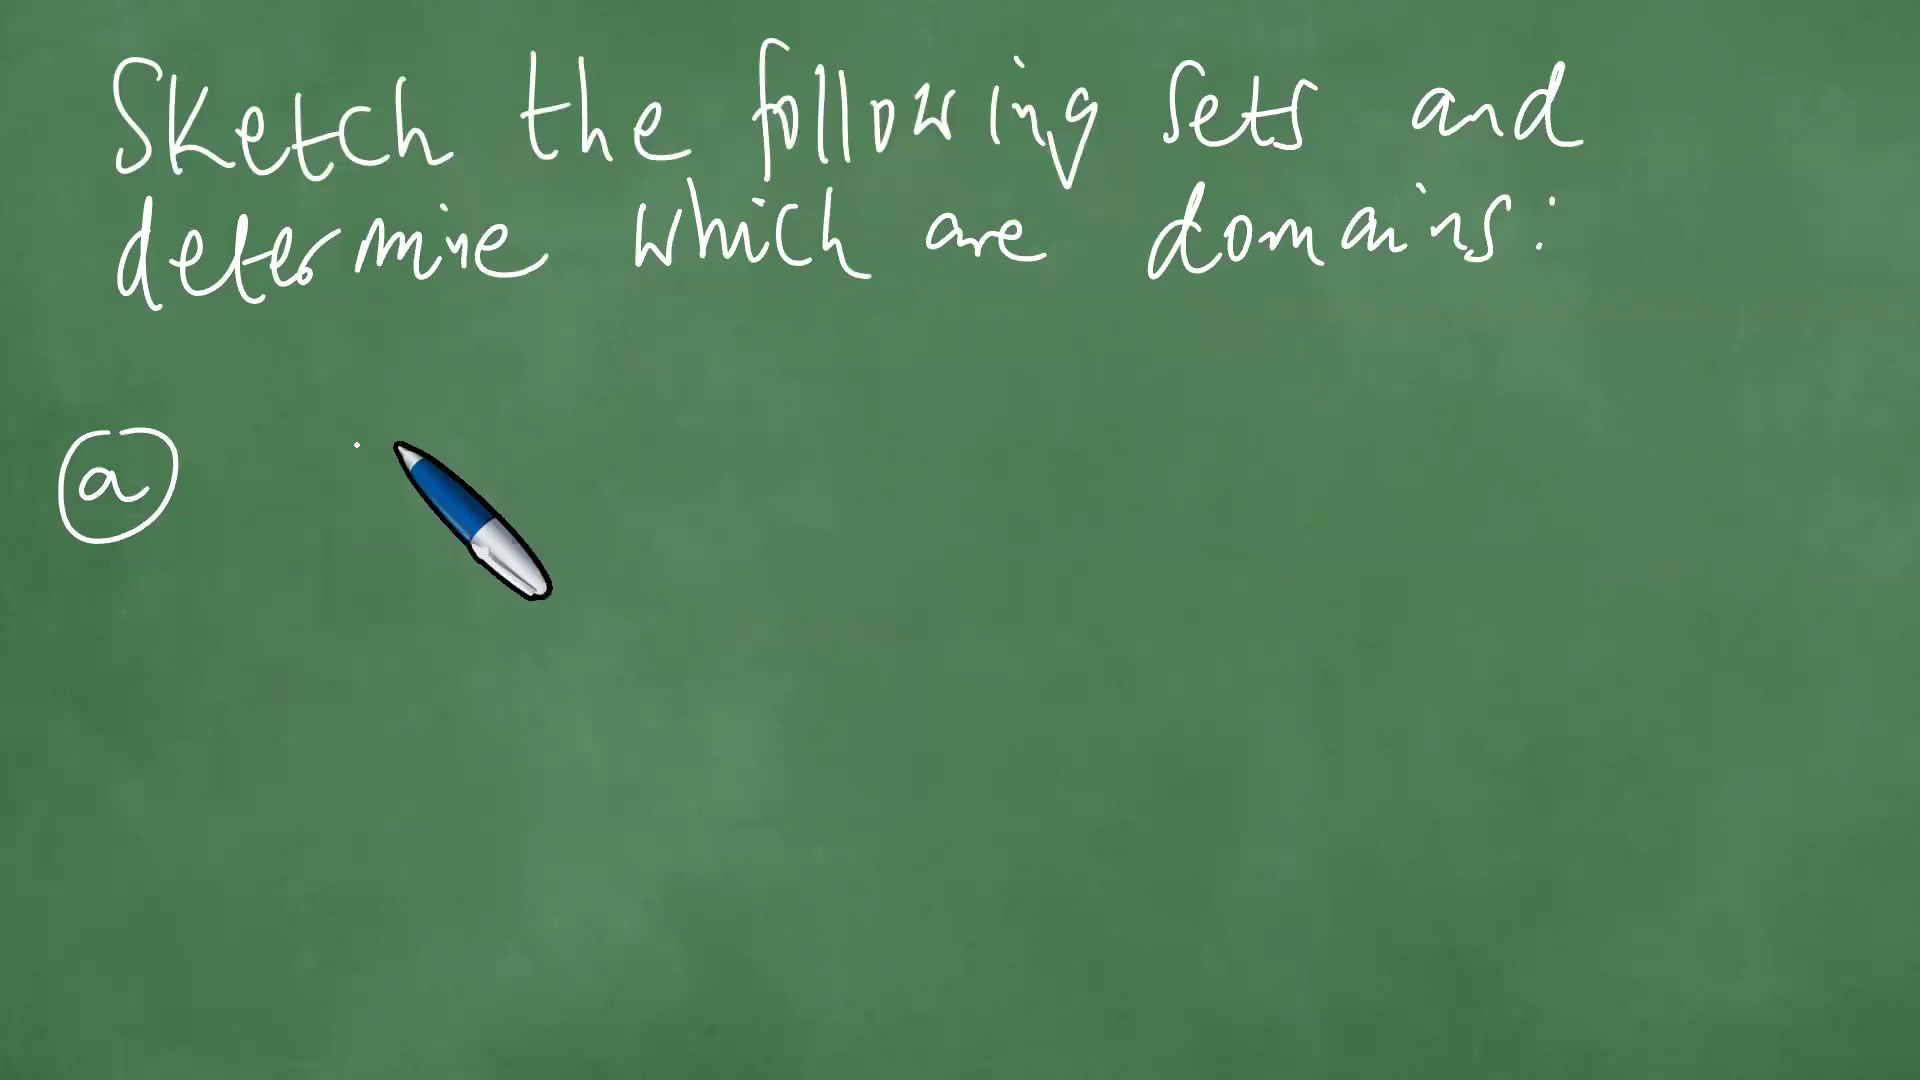 Sketch the following sets and
determine which are domains:
a